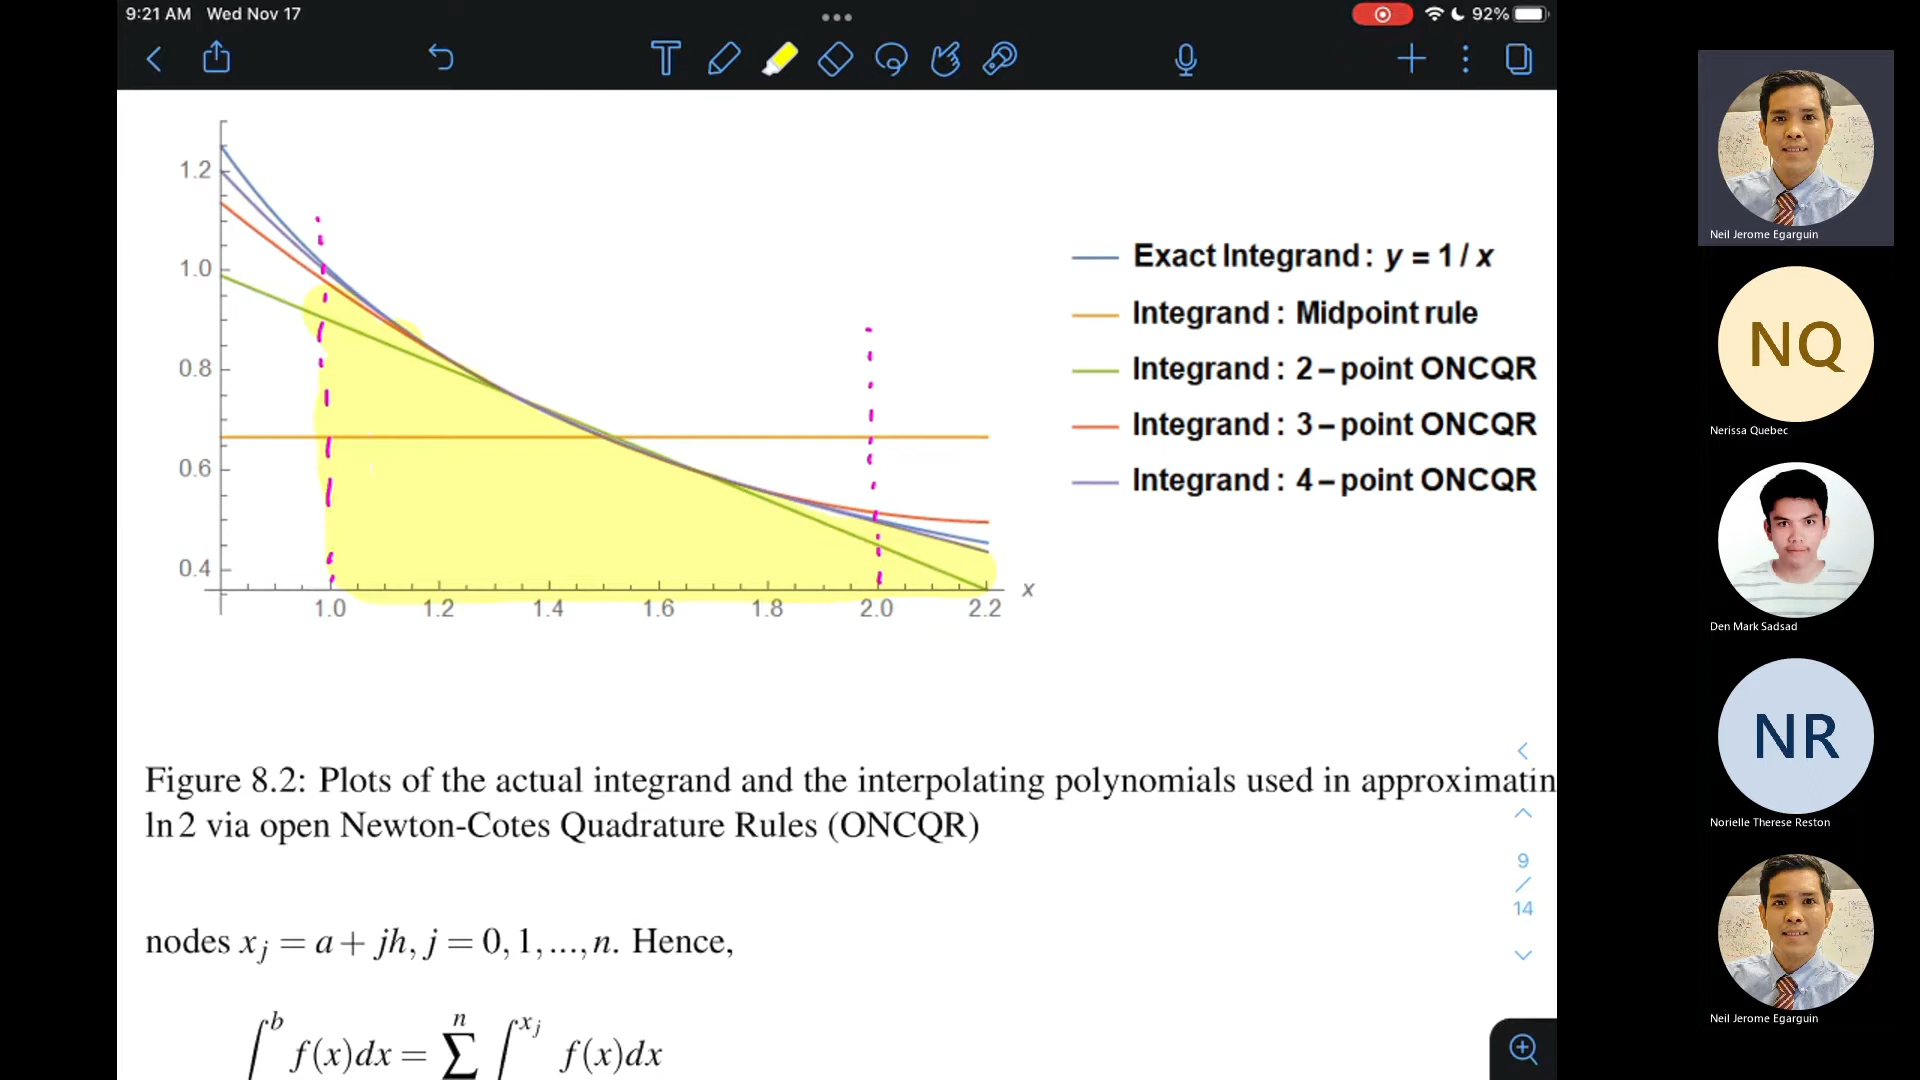 9:21 AM Wed Nov 17
92%
1.2
1.0
0.8
0.6
0.4
1.0 1.2 1.4 1.6 1.8 2.0 2.2
x
Exact Integrand : y = 1 / x
Integrand : Midpoint rule
Integrand : 2 – point ONCQR
Integrand : 3 – point ONCQR
Integrand : 4 – point ONCQR
Figure 8.2: Plots of the actual integrand and the interpolating polynomials used in approximatin
ln 2 via open Newton-Cotes Quadrature Rules (ONCQR)
nodes x_j = a + jh, j = 0, 1, ..., n. Hence,
∫^b f(x)dx = ∑^n ∫^{x_j} f(x)dx
9
/
14
Neil Jerome Egarguin
NQ
Nerissa Quebec
Den Mark Sadsad
NR
Norielle Therese Reston
Neil Jerome Egarguin